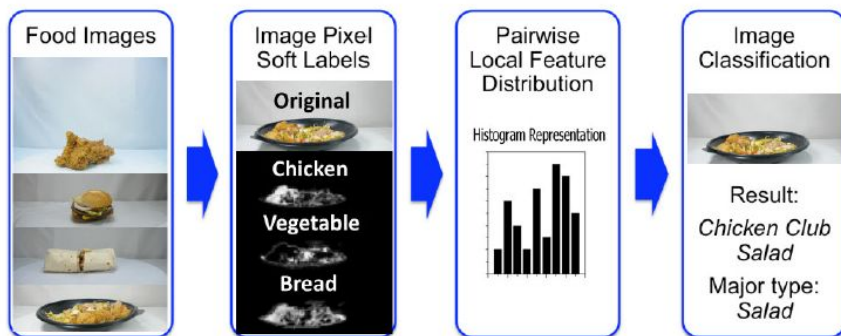 Food Images
Image Pixel
Soft Labels
Original
Chicken
Vegetable
Bread
Pairwise
Local Feature
Distribution
Histogram Representation
Image
Classification
Result:
Chicken Club
Salad
Major type:
Salad